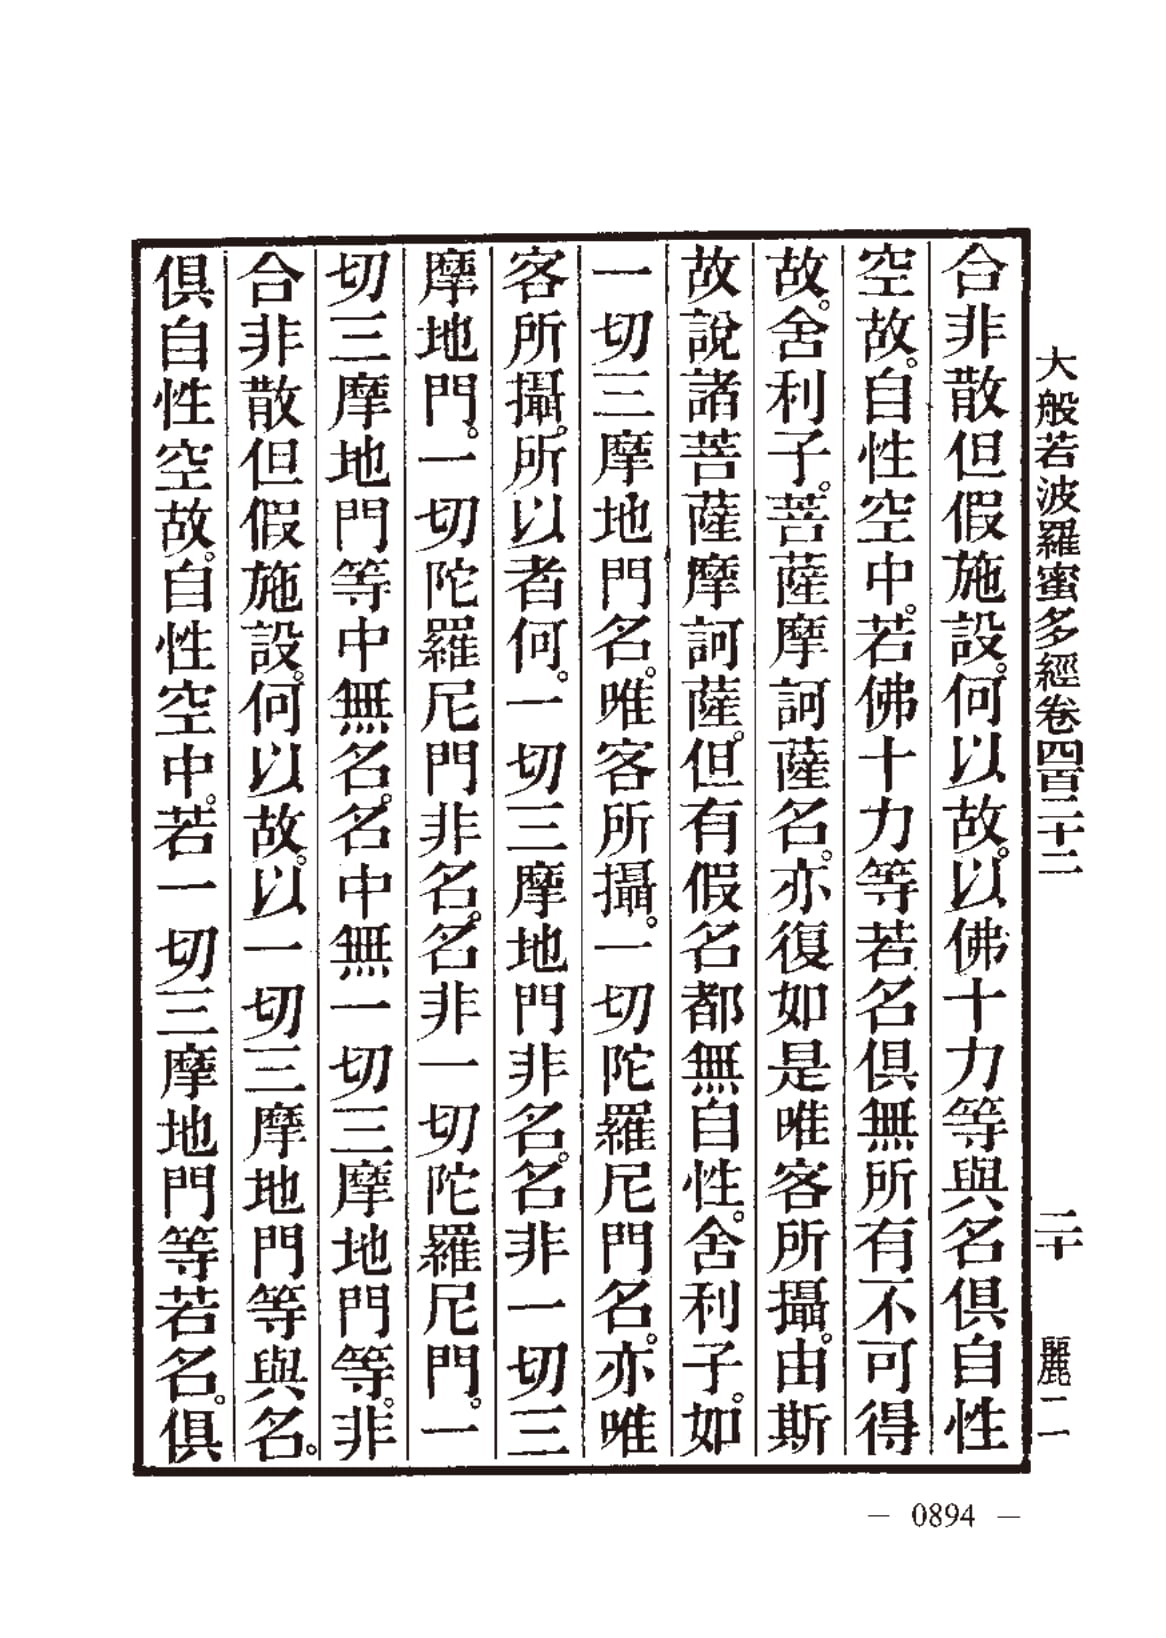 大般若波羅蜜多經卷四百二十二 二十 麗二
合非散但假施設。何以故。以佛十力等與名俱自性
空故。自性空中。若佛十力等若名俱無所有不可得
故。舍利子。菩薩摩訶薩名。亦復如是唯客所攝。由斯
故說諸菩薩摩訶薩。但有假名都無自性。舍利子。如
一切三摩地門名。唯客所攝。一切陀羅尼門名。亦唯
客所攝。所以者何。一切三摩地門非名。名非一切三
摩地門。一切陀羅尼門非名。名非一切陀羅尼門。一
切三摩地門等中無名。名中無一切三摩地門等。非
合非散但假施設。何以故。以一切三摩地門等與名。
俱自性空故。自性空中。若一切三摩地門等若名。俱
— 0894 —